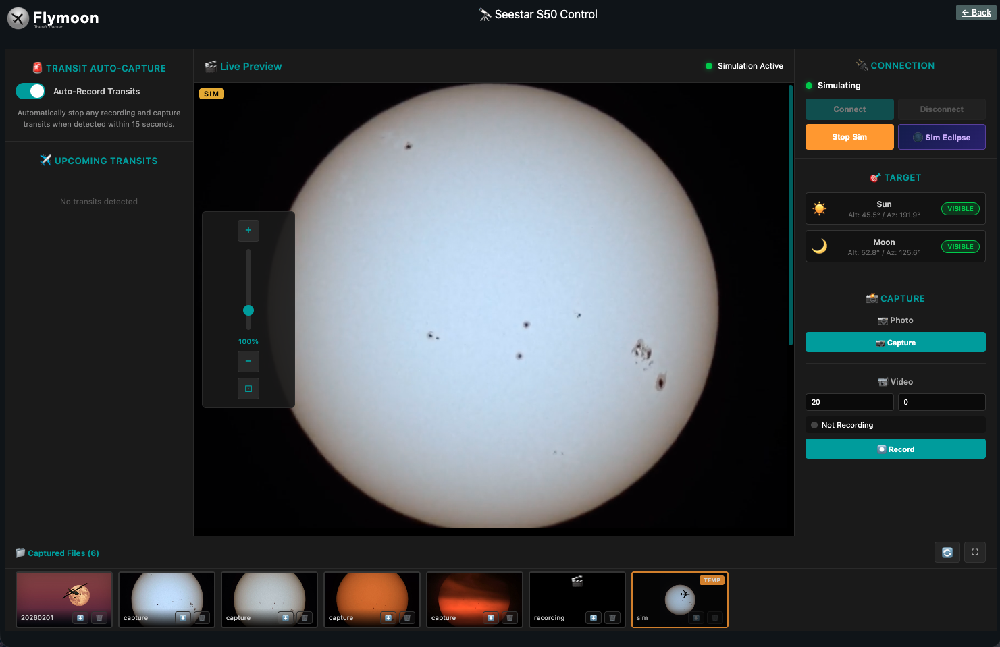 Flymoon
Transit Tracker
Seestar S50 Control
← Back
TRANSIT AUTO-CAPTURE
Auto-Record Transits
Automatically stop any recording and capture
transits when detected within 15 seconds.
UPCOMING TRANSITS
No transits detected
Live Preview
Simulation Active
SIM
+
100%
−
CONNECTION
Simulating
Connect
Disconnect
Stop Sim
Sim Eclipse
TARGET
Sun
Alt: 45.5° / Az: 191.9°
VISIBLE
Moon
Alt: 52.8° / Az: 125.6°
VISIBLE
CAPTURE
Photo
Capture
Video
20
0
Not Recording
Record
Captured Files (6)
20260201
capture
capture
capture
capture
recording
TEMP
sim